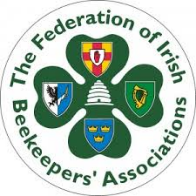 The Federation of Irish
Beekeepers' Associations